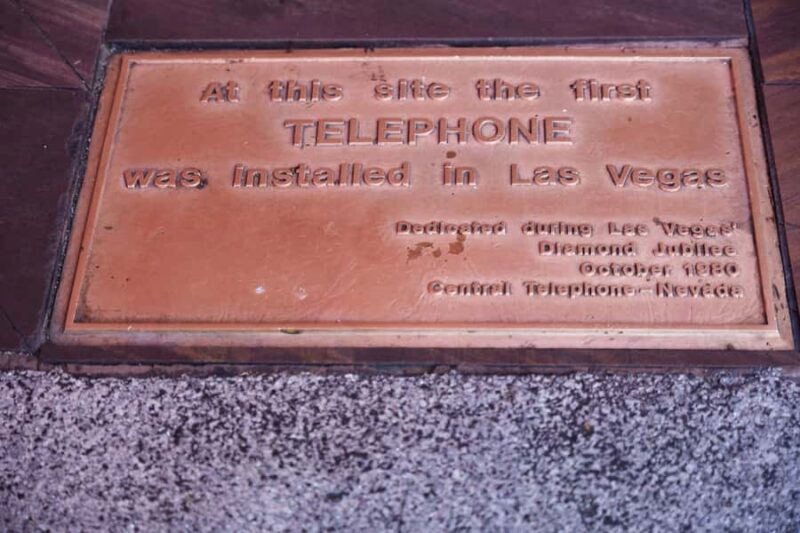 At this site the first
TELEPHONE
was installed in Las Vegas
Dedicated during Las Vegas'
Diamond Jubilee
October 1980
Central Telephone - Nevada